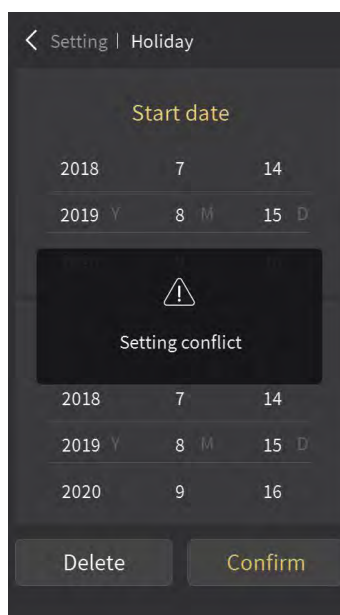 Setting | Holiday
Start date
2018 7 14
2019 Y 8 M 15 D
Setting conflict
2018 7 14
2019 Y 8 M 15 D
2020 9 16
Delete Confirm